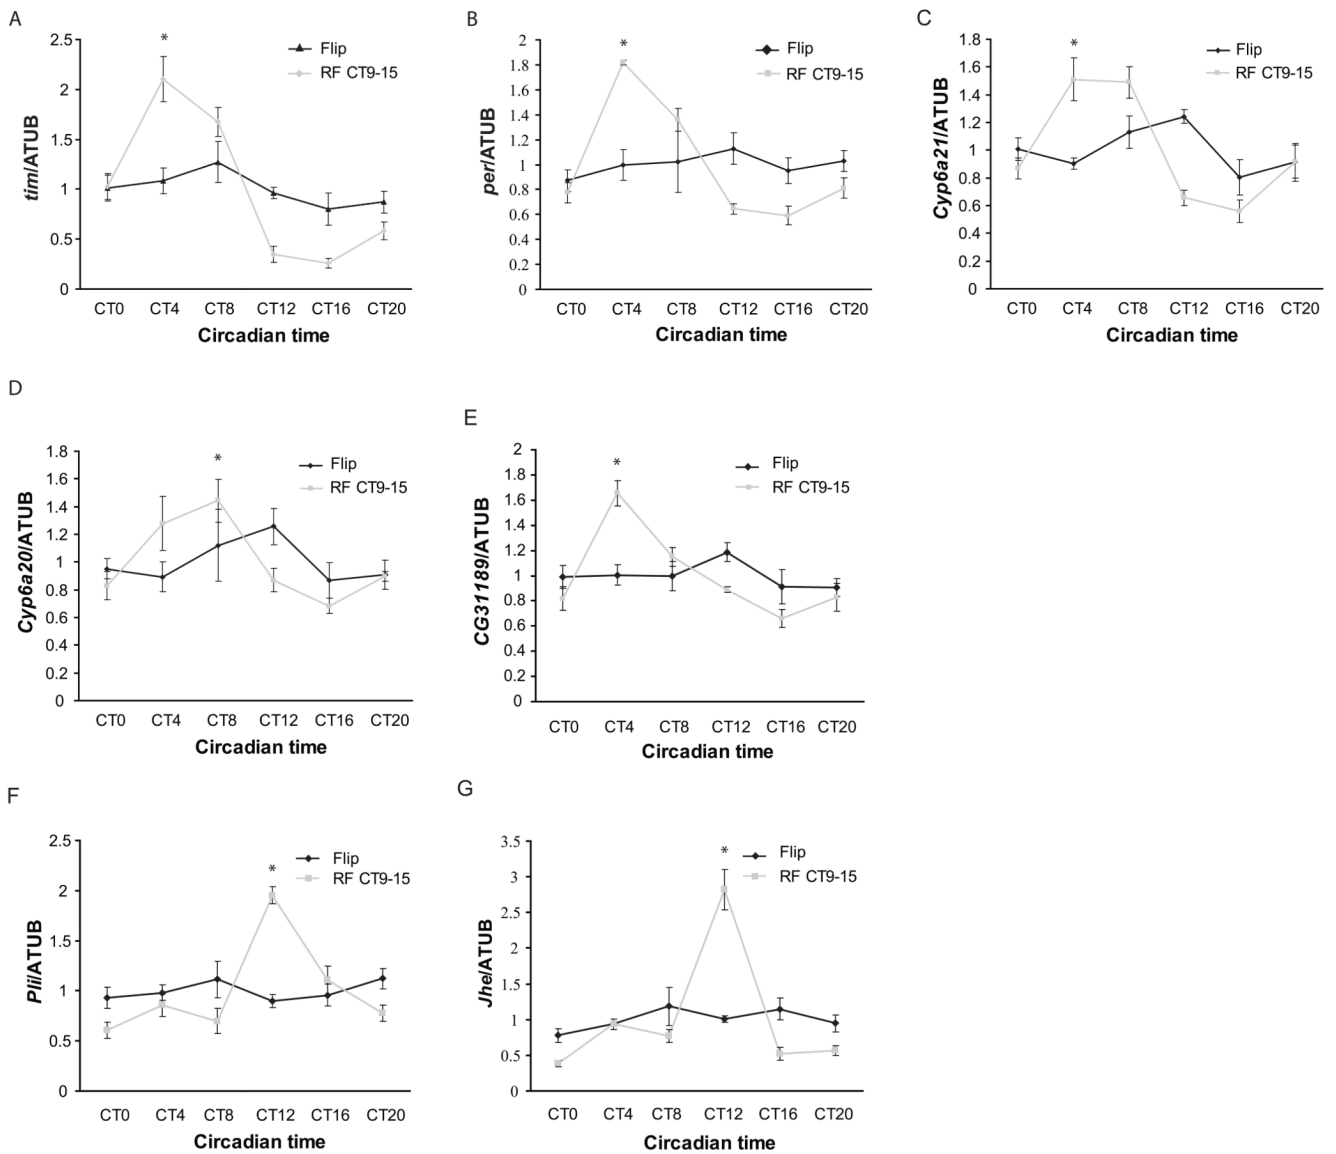 A
tim/ATUB
2.5
2
1.5
1
0.5
0
*
Flip
RF CT9-15
CT0 CT4 CT8 CT12 CT16 CT20
Circadian time
B
per/ATUB
2
1.8
1.6
1.4
1.2
1
0.8
0.6
0.4
0.2
0
*
Flip
RF CT9-15
CT0 CT4 CT8 CT12 CT16 CT20
Circadian time
C
Cyp6a21/ATUB
1.8
1.6
1.4
1.2
1
0.8
0.6
0.4
0.2
0
*
Flip
RF CT9-15
CT0 CT4 CT8 CT12 CT16 CT20
Circadian time
D
Cyp6a20/ATUB
1.8
1.6
1.4
1.2
1
0.8
0.6
0.4
0.2
0
*
Flip
RF CT9-15
CT0 CT4 CT8 CT12 CT16 CT20
Circadian time
E
CG31189/ATUB
2
1.8
1.6
1.4
1.2
1
0.8
0.6
0.4
0.2
0
*
Flip
RF CT9-15
CT0 CT4 CT8 CT12 CT16 CT20
Circadian time
F
Pli/ATUB
2.5
2
1.5
1
0.5
0
*
Flip
RF CT9-15
CT0 CT4 CT8 CT12 CT16 CT20
Circadian time
G
Jhe/ATUB
3.5
3
2.5
2
1.5
1
0.5
0
*
Flip
RF CT9-15
CT0 CT4 CT8 CT12 CT16 CT20
Circadian time